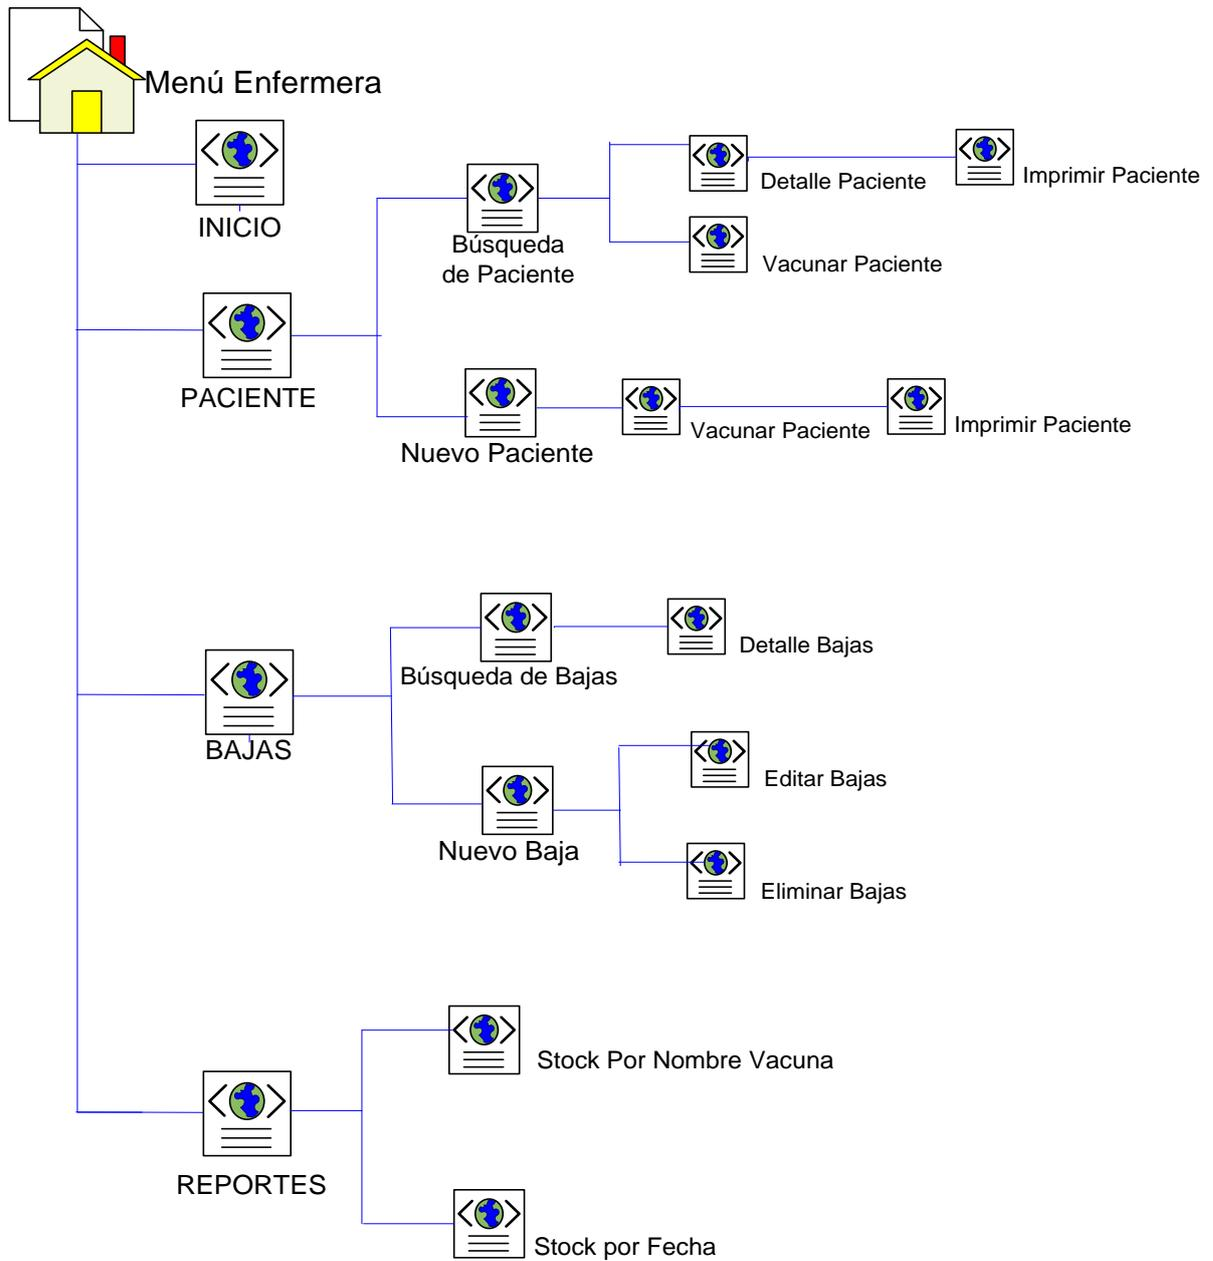 Menú Enfermera
INICIO
Búsqueda
de Paciente
Detalle Paciente
Imprimir Paciente
Vacunar Paciente
PACIENTE
Nuevo Paciente
Vacunar Paciente
Imprimir Paciente
Búsqueda de Bajas
Detalle Bajas
BAJAS
Editar Bajas
Nuevo Baja
Eliminar Bajas
Stock Por Nombre Vacuna
REPORTES
Stock por Fecha